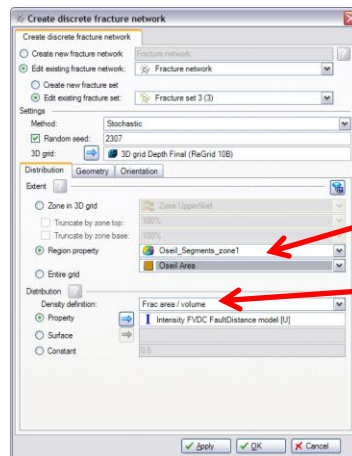 Create discrete fracture network
Create discrete fracture network
Create new fracture network Fracture network
Edit existing fracture network: Fracture network
Create new fracture set
Edit existing fracture set: Fracture set 3 (3)
Settings
Method: Stochastic
Random seed: 2307
3D grid: 3D grid Depth Final (ReGrid 10B)
Distribution Geometry Orientation
Extent
Zone in 3D grid Zone UpperNief
Truncate by zone top: 100%
Truncate by zone base: 100%
Region property Oseil_Segments_zone1
Oseil Area
Entire grid
Distribution
Density definition: Frac area / volume
Property Intensity FVDC FaultDistance model [U]
Surface
Constant 0.5
Apply OK Cancel